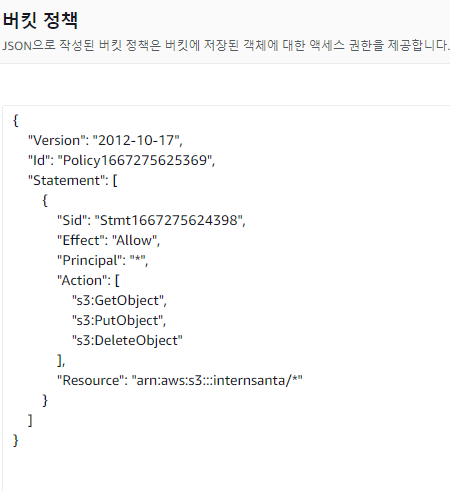 버킷 정책
JSON으로 작성된 버킷 정책은 버킷에 저장된 객체에 대한 액세스 권한을 제공합니다.
{
    "Version": "2012-10-17",
    "Id": "Policy1667275625369",
    "Statement": [
        {
            "Sid": "Stmt1667275624398",
            "Effect": "Allow",
            "Principal": "*",
            "Action": [
                "s3:GetObject",
                "s3:PutObject",
                "s3:DeleteObject"
            ],
            "Resource": "arn:aws:s3:::internsanta/*"
        }
    ]
}